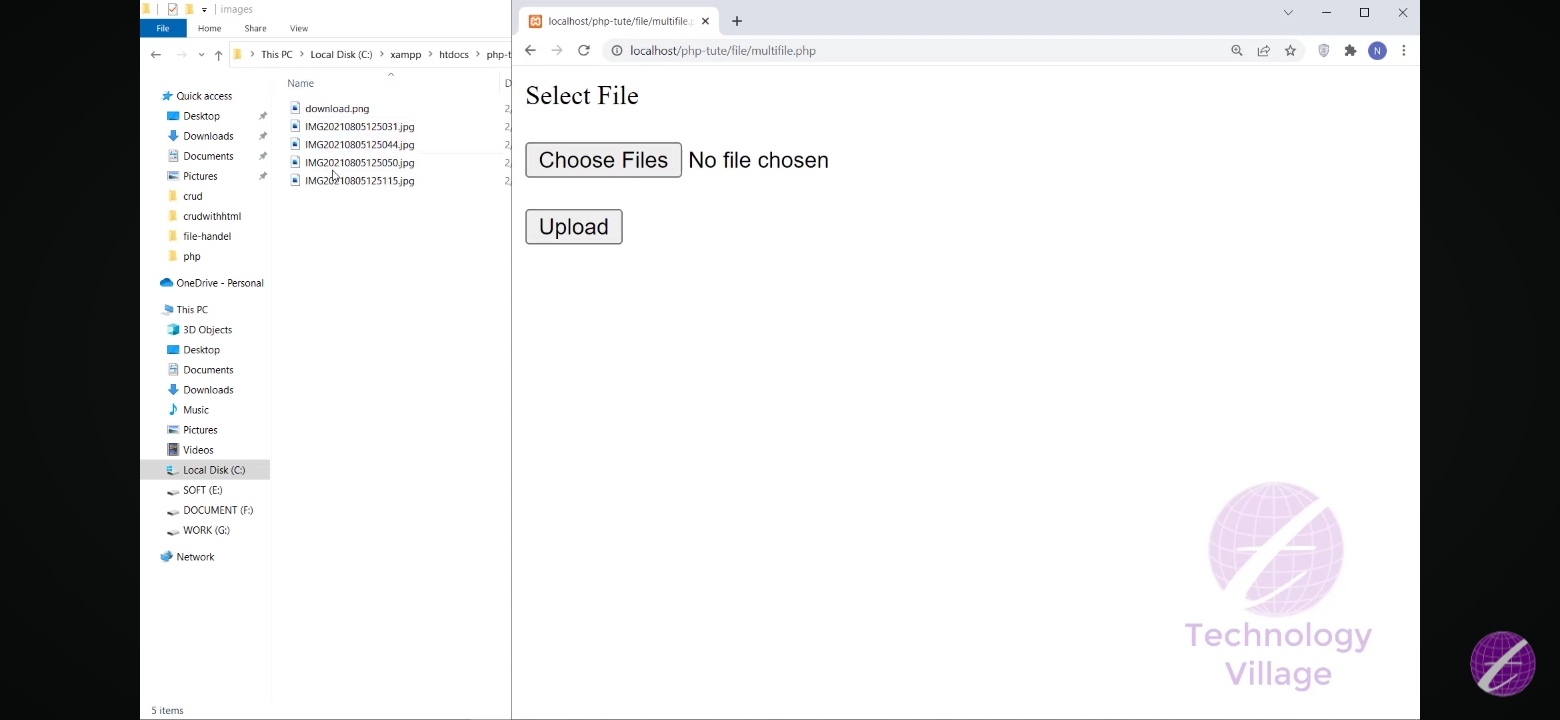 images
File Home Share View
This PC > Local Disk (C:) > xampp > htdocs > php-t
Name
download.png
IMG20210805125031.jpg
IMG20210805125044.jpg
IMG20210805125050.jpg
IMG20210805125115.jpg
Quick access
Desktop
Downloads
Documents
Pictures
crud
crudwithhtml
file-handel
php
OneDrive - Personal
This PC
3D Objects
Desktop
Documents
Downloads
Music
Pictures
Videos
Local Disk (C:)
SOFT (E:)
DOCUMENT (F:)
WORK (G:)
Network
5 items
localhost/php-tute/file/multifile.p
localhost/php-tute/file/multifile.php
N
Select File
Choose Files No file chosen
Upload
Technology
Village